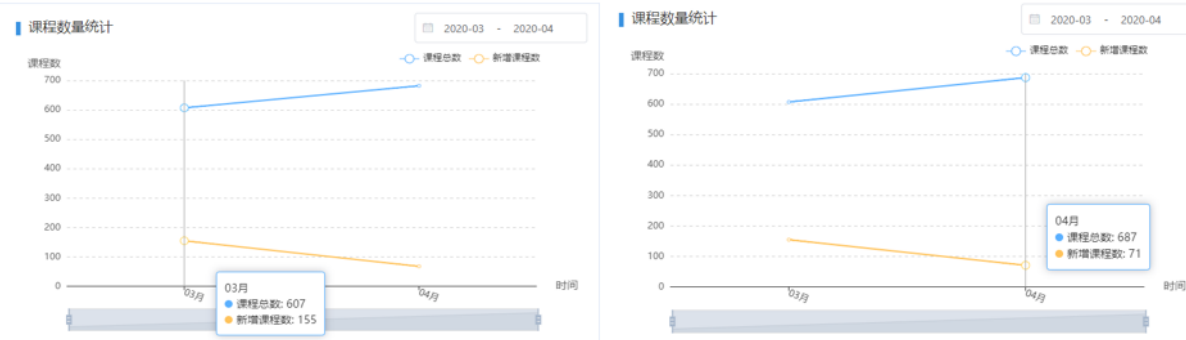 课程数量统计
2020-03 - 2020-04
课程总数 新增课程数
课程数
700
600
500
400
300
200
100
0
03月
04月
时间
03月
课程总数: 607
新增课程数: 155
课程数量统计
2020-03 - 2020-04
课程总数 新增课程数
课程数
700
600
500
400
300
200
100
0
03月
04月
时间
04月
课程总数: 687
新增课程数: 71